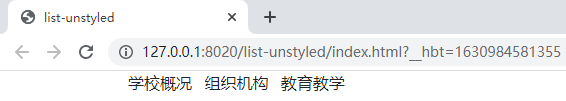 list-unstyled
127.0.0.1:8020/list-unstyled/index.html?__hbt=1630984581355
学校概况 组织机构 教育教学